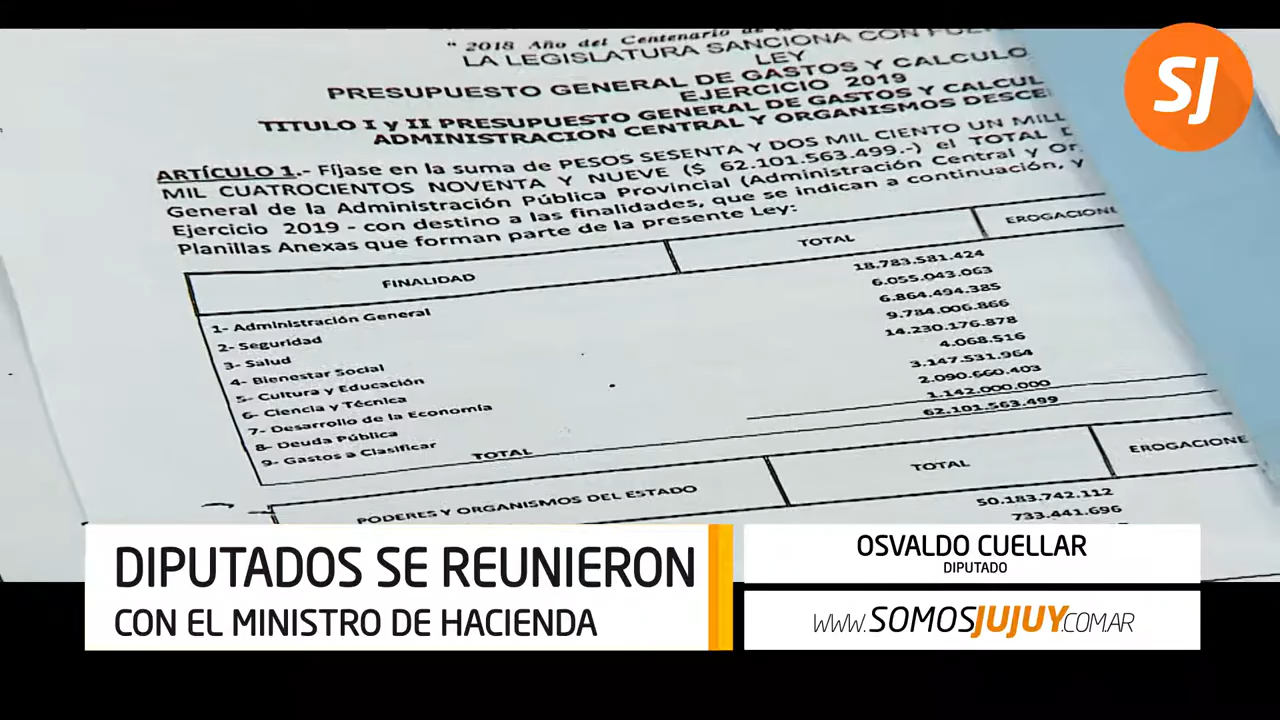 SJ
"2018 Año del Centenario de
LA LEGISLATURA SANCIONA CON
LEY
PRESUPUESTO GENERAL DE GASTOS Y CALCULO
EJERCICIO 2019
TITULO I y II PRESUPUESTO GENERAL DE GASTOS Y CALCUL
ADMINISTRACION CENTRAL Y ORGANISMOS DESCE
ARTÍCULO 1.- Fíjase en la suma de PESOS SESENTA Y DOS MIL CIENTO UN MILL
MIL CUATROCIENTOS NOVENTA Y NUEVE ($ 62.101.563.499.-) el TOTAL D
General de la Administración Pública Provincial (Administración Central y Or
Ejercicio 2019 - con destino a las finalidades, que se indican a continuación, y
Planillas Anexas que forman parte de la presente Ley:
FINALIDAD TOTAL EROGACIONE
1- Administración General 18.783.581.424
2- Seguridad 6.055.043.063
3- Salud 6.864.494.385
4- Bienestar Social 9.784.006.866
5- Cultura y Educación 14.230.176.878
6- Ciencia y Técnica 4.068.516
7- Desarrollo de la Economía 3.147.531.964
8- Deuda Pública 2.090.660.403
9- Gastos a Clasificar 1.142.000.000
TOTAL 62.101.563.499
PODERES Y ORGANISMOS DEL ESTADO TOTAL EROGACIONE
50.183.742.112
733.441.696
DIPUTADOS SE REUNIERON
CON EL MINISTRO DE HACIENDA
OSVALDO CUELLAR
DIPUTADO
www.SOMOSJUJUY.COM.AR